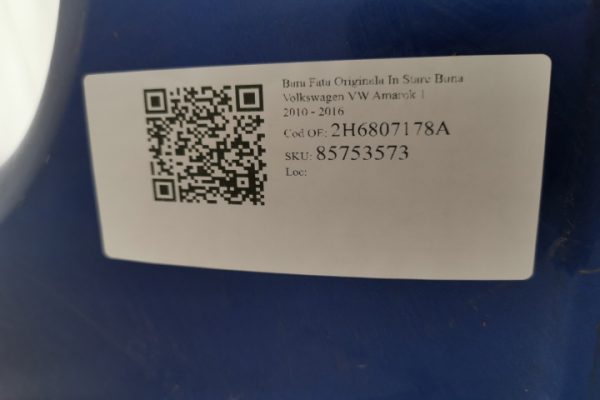 Bara Fata Originala In Stare Buna
Volkswagen VW Amarok 1
2010 - 2016
Cod OE: 2H6807178A
SKU: 85753573
Loc: